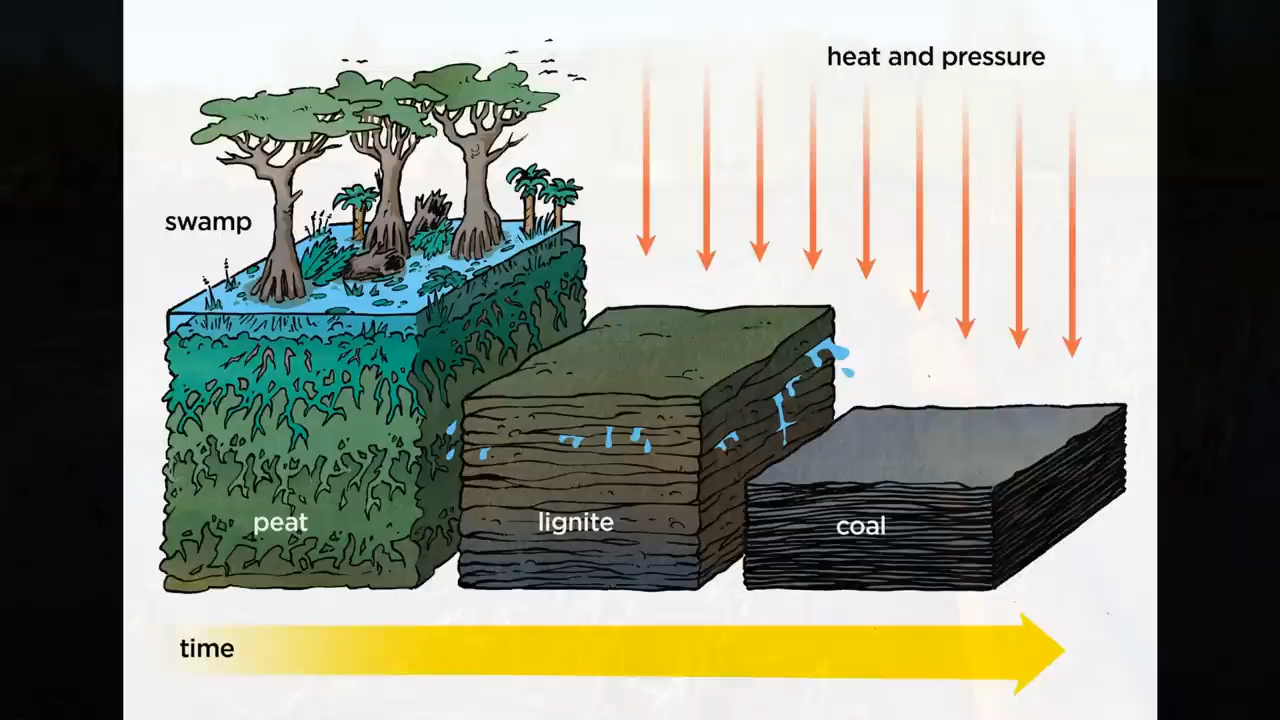 heat and pressure
swamp
peat
lignite
coal
time